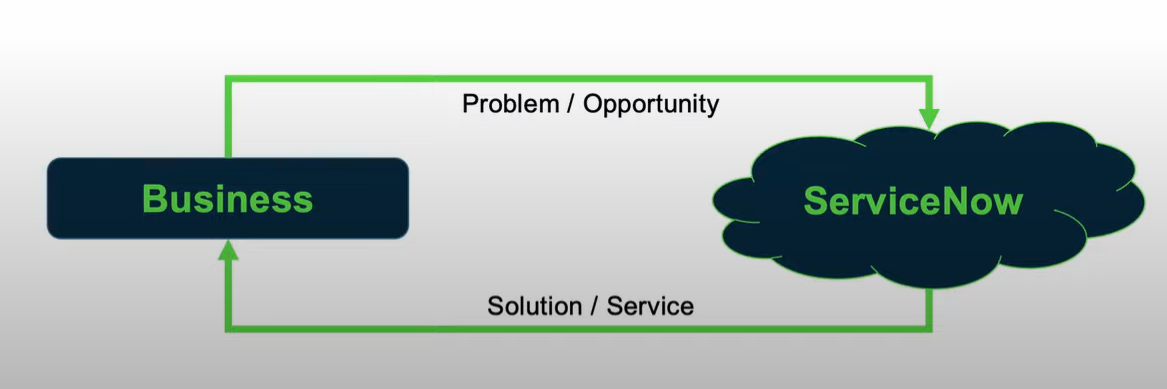 Problem / Opportunity
Business
ServiceNow
Solution / Service